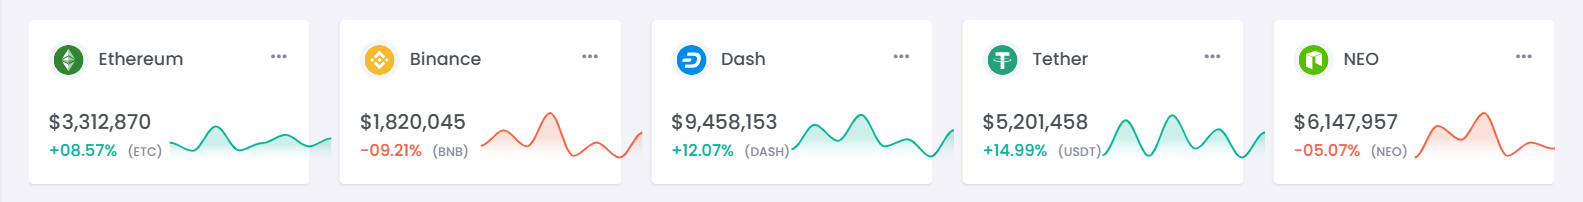 Ethereum
$3,312,870
+08.57% (ETC)
Binance
$1,820,045
-09.21% (BNB)
Dash
$9,458,153
+12.07% (DASH)
Tether
$5,201,458
+14.99% (USDT)
NEO
$6,147,957
-05.07% (NEO)